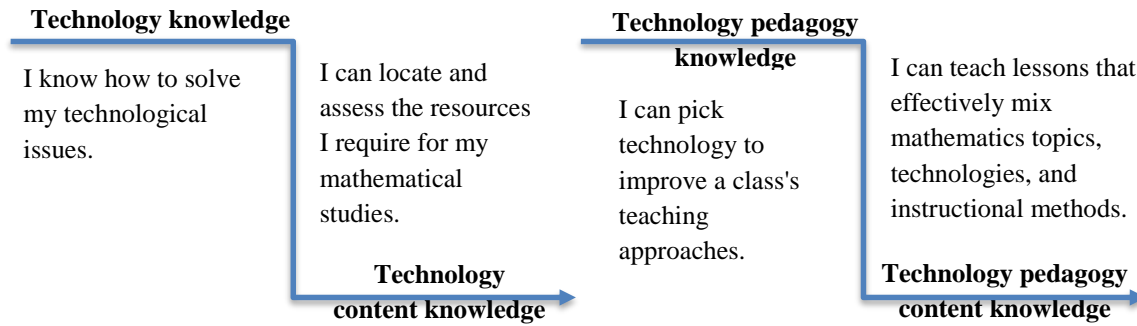 Technology knowledge
I know how to solve
my technological
issues.
I can locate and
assess the resources
I require for my
mathematical
studies.
Technology
content knowledge
Technology pedagogy
knowledge
I can pick
technology to
improve a class's
teaching
approaches.
I can teach lessons that
effectively mix
mathematics topics,
technologies, and
instructional methods.
Technology pedagogy
content knowledge